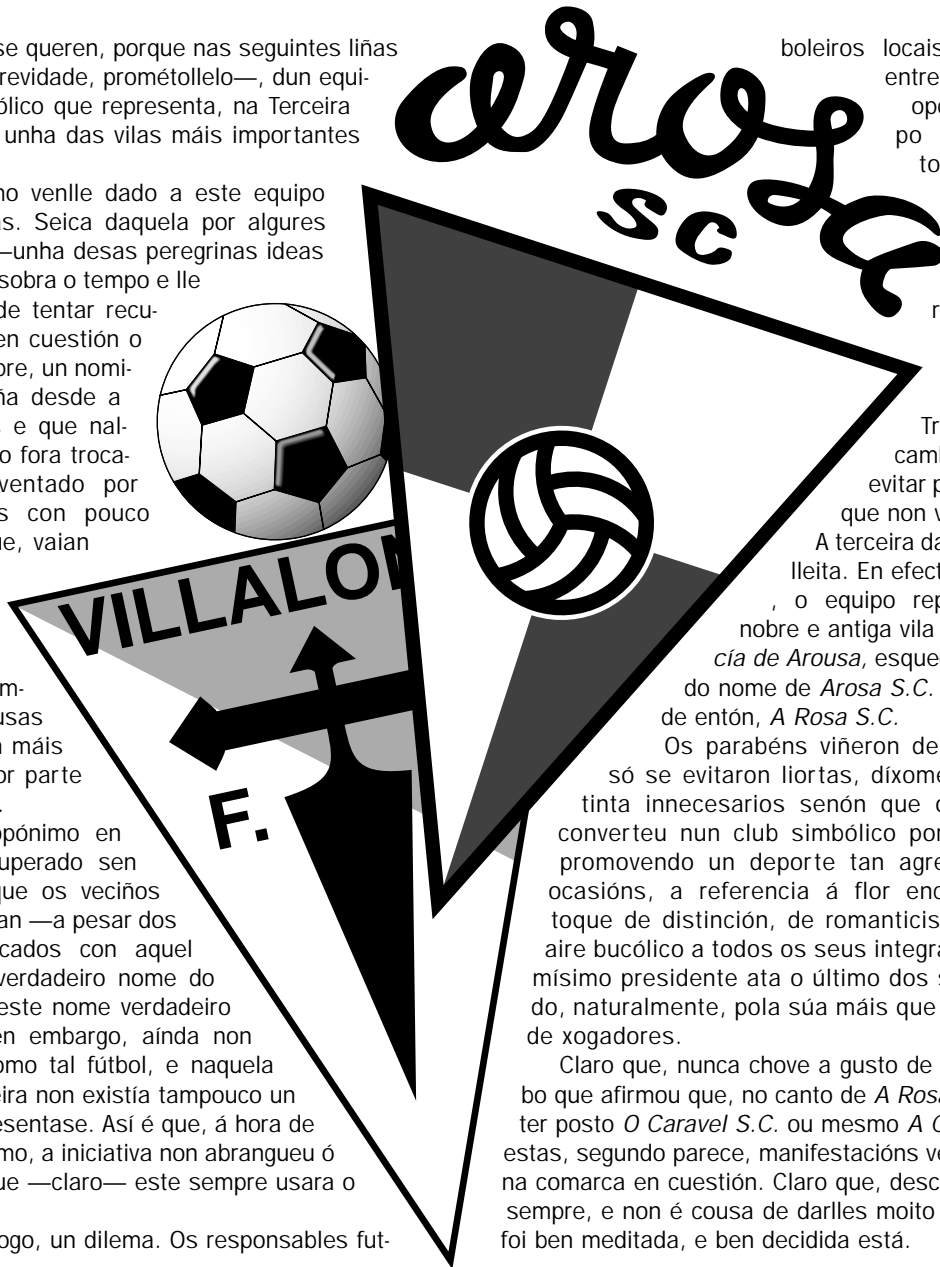 se queren, porque nas seguintes liñas
revidade, prométollelo—, dun equi-
ólico que representa, na Terceira
unha das vilas máis importantes
no venlle dado a este equipo
as. Seica daquela por algures
—unha desas peregrinas ideas
sobra o tempo e lle
de tentar recu-
en cuestión o
bre, un nomi-
ña desde a
s e que nal-
o fora troca-
ventado por
s con pouco
ue, vaian
m-
usas
n máis
or parte
.
opónimo en
uperado sen
que os veciños
an —a pesar dos
cados con aquel
verdadeiro nome do
este nome verdadeiro
en embargo, aínda non
omo tal fútbol, e naquela
eira non existía tampouco un
esentase. Así é que, á hora de
mo, a iniciativa non abrangueu ó
ue —claro— este sempre usara o
ogo, un dilema. Os responsables fut-
arosa
sc
VILLALON
F.
boleiros locais
entre
opo
po
to
r
Tr
camb
evitar p
que non v
A terceira da
lleita. En efect
, o equipo rep
nobre e antiga vila
cía de Arousa, esque
do nome de Arosa S.C.
de entón, A Rosa S.C.
Os parabéns viñeron de
só se evitaron liortas, díxome
tinta innecesarios senón que o
converteu nun club simbólico por
promovendo un deporte tan agre
ocasións, a referencia á flor enc
toque de distinción, de romanticis
aire bucólico a todos os seus integra
mísimo presidente ata o último dos s
do, naturalmente, pola súa máis que
de xogadores.
Claro que, nunca chove a gusto de
bo que afirmou que, no canto de A Rosa
ter posto O Caravel S.C. ou mesmo A C
estas, segundo parece, manifestacións ve
na comarca en cuestión. Claro que, desc
sempre, e non é cousa de darlles moito
foi ben meditada, e ben decidida está.